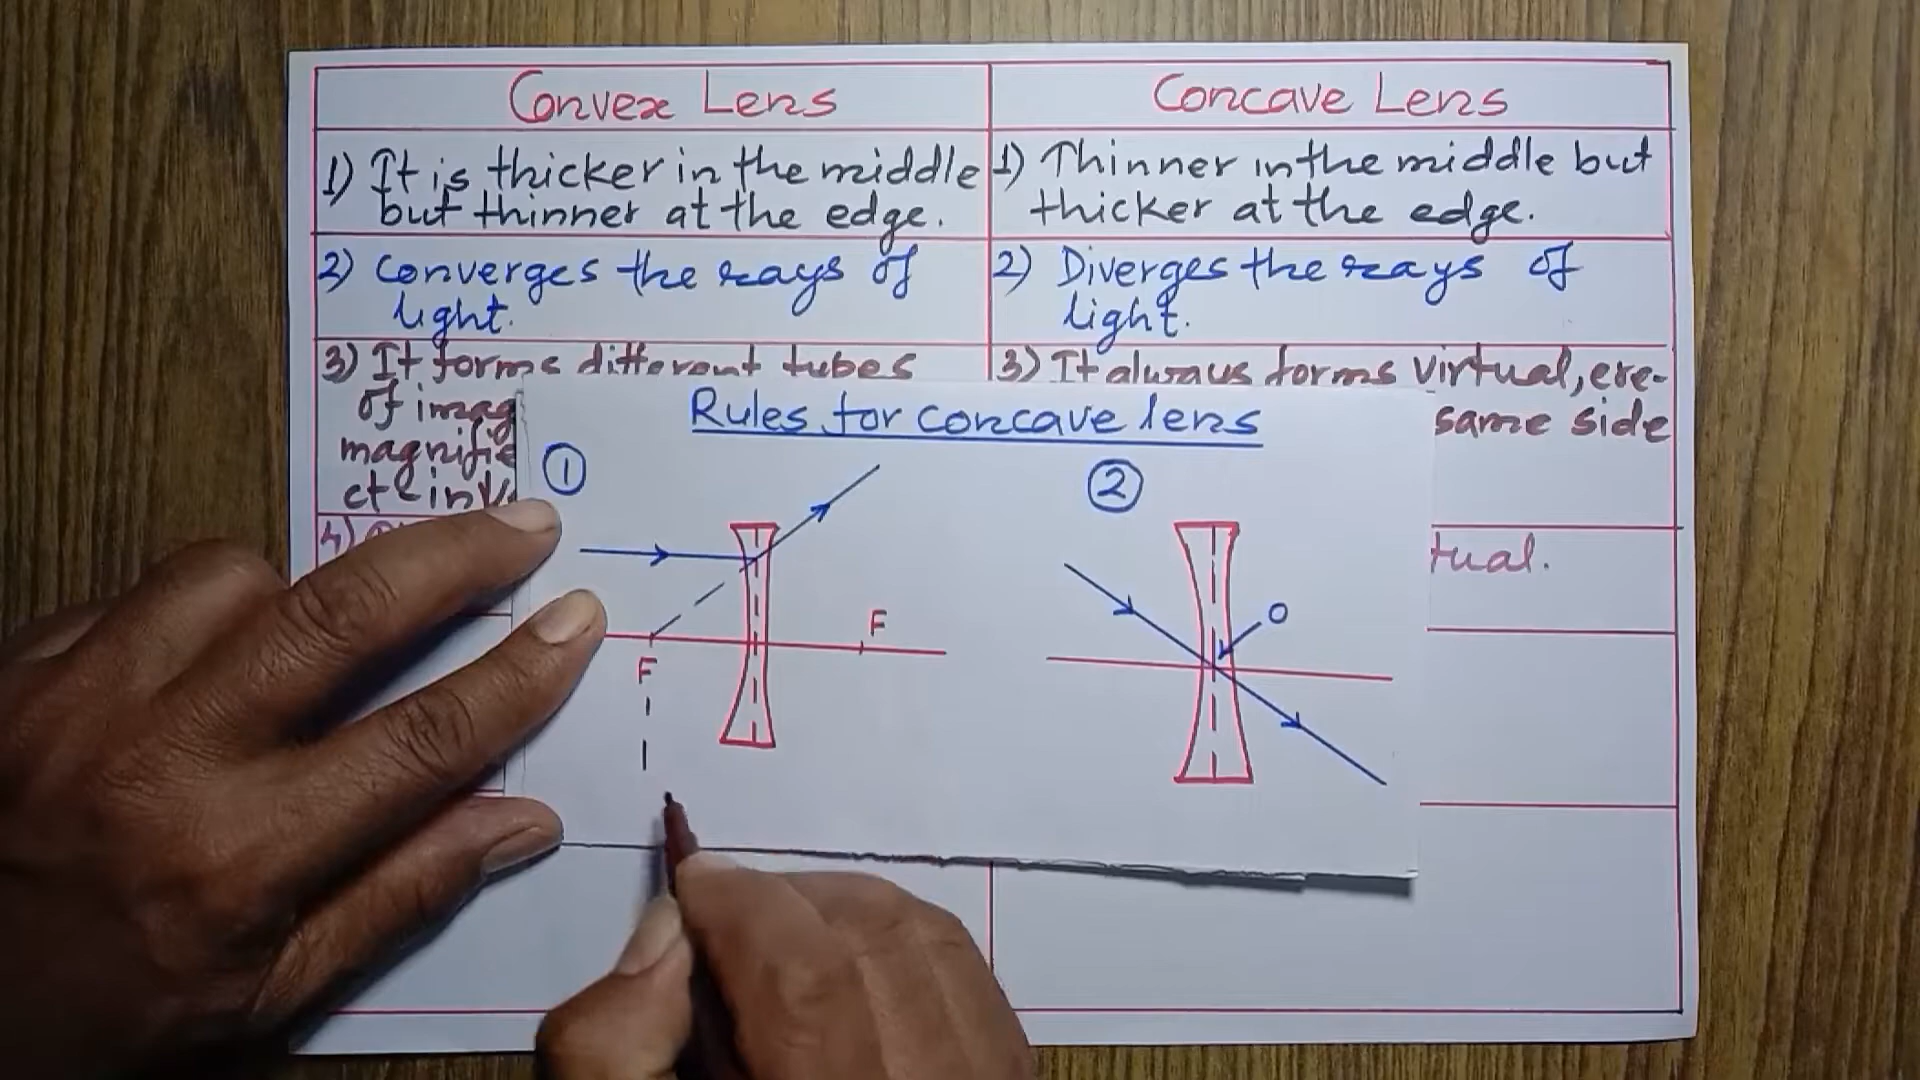 Convex Lens
Concave Lens
1) It is thicker in the middle
but thinner at the edge.
1) Thinner in the middle but
thicker at the edge.
2) Converges the rays of
light.
2) Diverges the rays of
light.
3) It forms different
of
3) It always forms virtual, ere-
same side
4)
Rules for concave lens
1
F
F
2
O